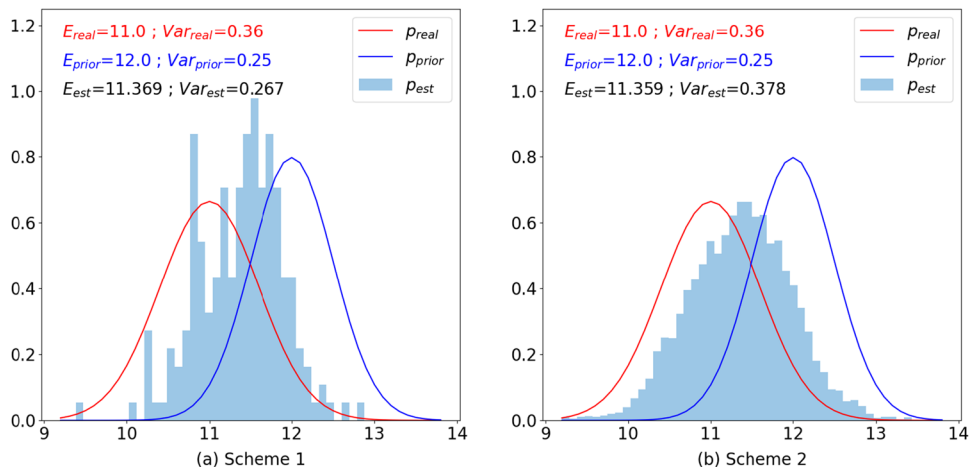 1.2
1.0
0.8
0.6
0.4
0.2
0.0
E_real=11.0 ; Var_real=0.36
E_prior=12.0 ; Var_prior=0.25
E_est=11.369 ; Var_est=0.267
p_real
p_prior
p_est
9 10 11 12 13 14
(a) Scheme 1
1.2
1.0
0.8
0.6
0.4
0.2
0.0
E_real=11.0 ; Var_real=0.36
E_prior=12.0 ; Var_prior=0.25
E_est=11.359 ; Var_est=0.378
p_real
p_prior
p_est
9 10 11 12 13 14
(b) Scheme 2